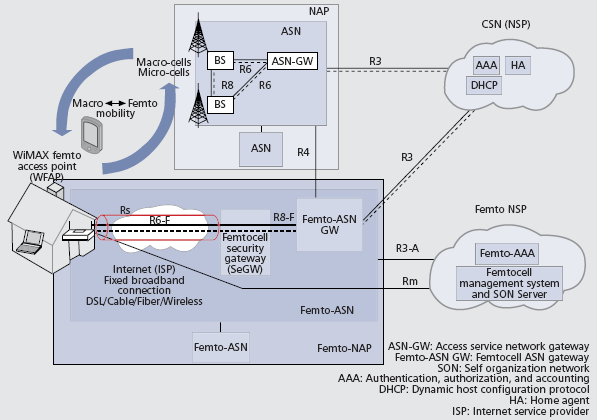 NAP
CSN (NSP)
ASN
Macro-cells
Micro-cells
BS
ASN-GW
R6
R3
AAA
HA
R8
R6
DHCP
Macro
Femto
mobility
BS
ASN
R4
WiMAX femto
access point
(WFAP)
R3
Rs
R6-F
R8-F
Femto-ASN
GW
Femto NSP
Femtocell
security
gateway
(SeGW)
R3-A
Femto-AAA
Internet (ISP)
Fixed broadband
connection
DSL/Cable/Fiber/Wireless
Rm
Femtocell
management system
and SON Server
Femto-ASN
Femto-ASN
Femto-NAP
ASN-GW: Access service network gateway
Femto-ASN GW: Femtocell ASN gateway
SON: Self organization network
AAA: Authentication, authorization, and accounting
DHCP: Dynamic host configuration protocol
HA: Home agent
ISP: Internet service provider